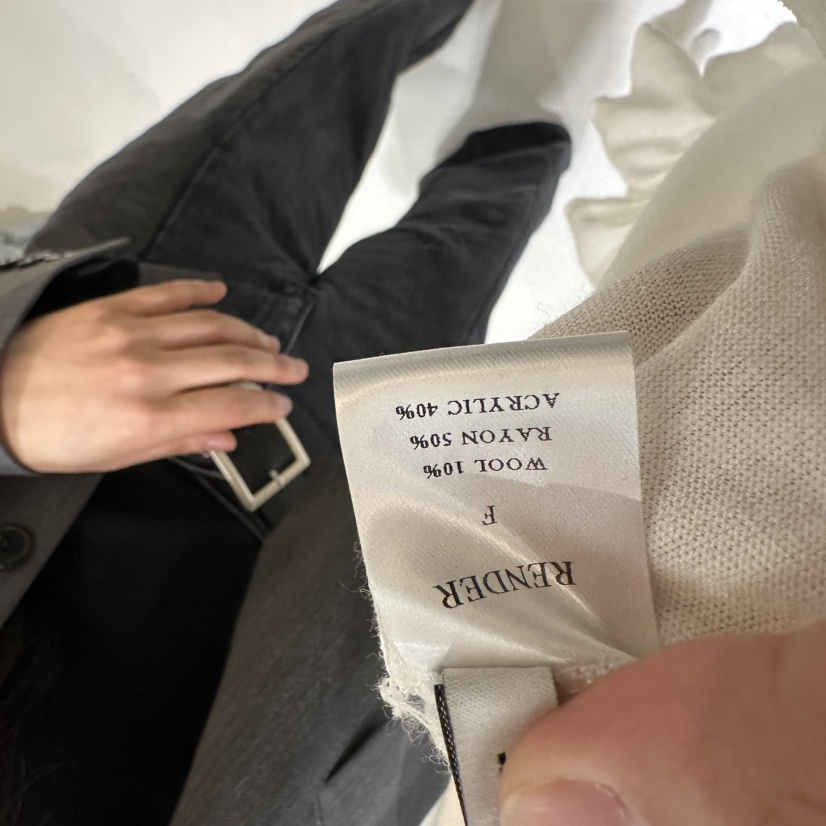 RENDER
F
WOOL 10%
RAYON 50%
ACRYLIC 40%